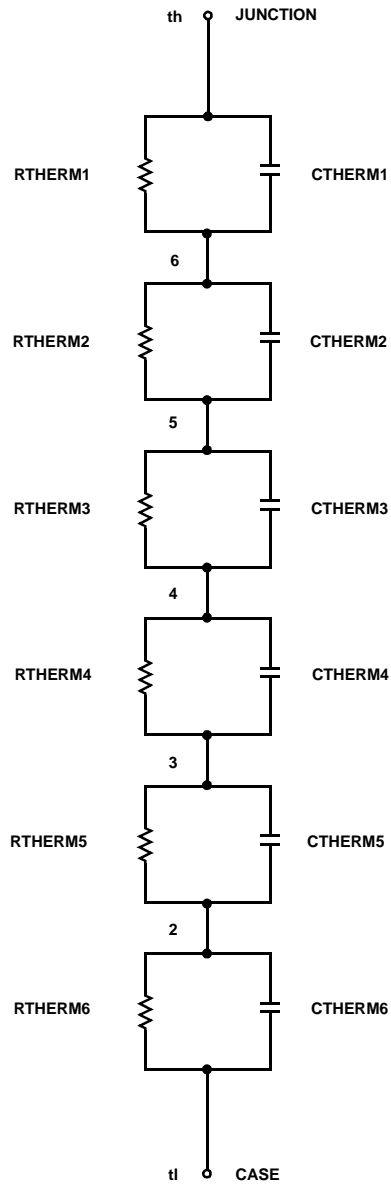 th JUNCTION
RTHERM1 CTHERM1
6
RTHERM2 CTHERM2
5
RTHERM3 CTHERM3
4
RTHERM4 CTHERM4
3
RTHERM5 CTHERM5
2
RTHERM6 CTHERM6
tl CASE